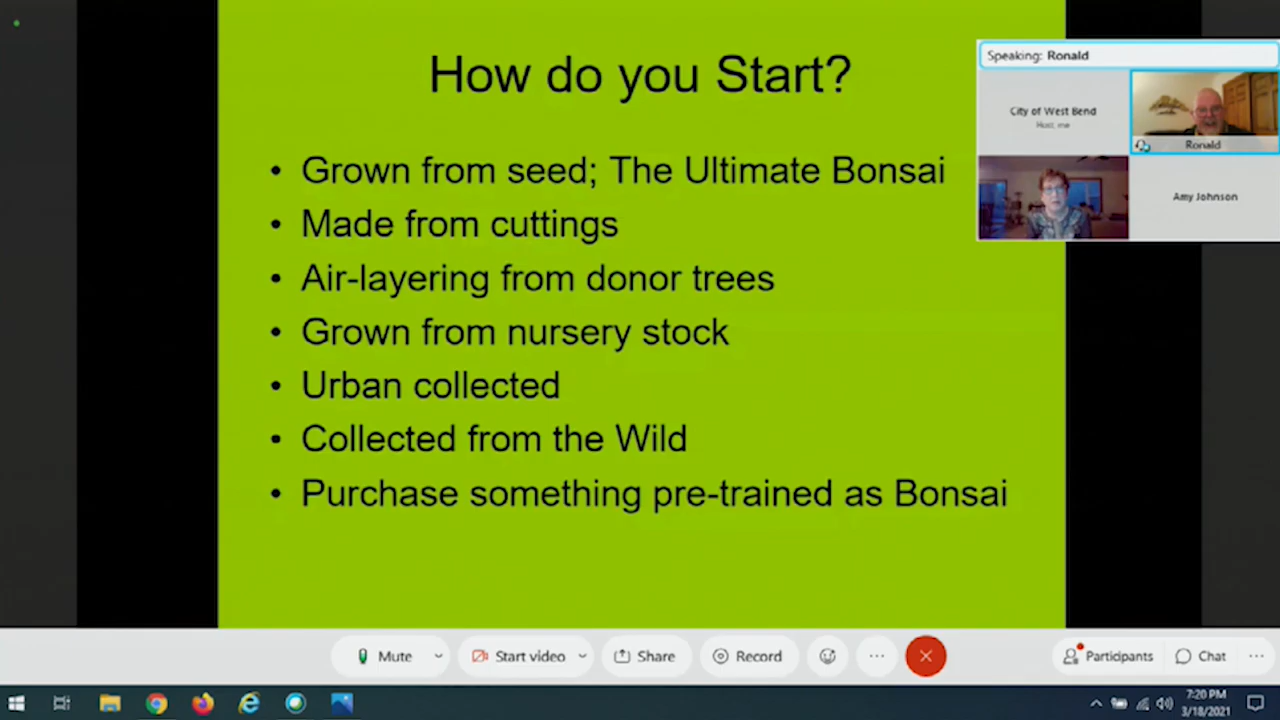 How do you Start?
• Grown from seed; The Ultimate Bonsai
• Made from cuttings
• Air-layering from donor trees
• Grown from nursery stock
• Urban collected
• Collected from the Wild
• Purchase something pre-trained as Bonsai
Speaking: Ronald
City of West Bend
Host, me
Ronald
Amy Johnson
Mute
Start video
Share
Record
Participants
Chat
7:20 PM
3/18/2021